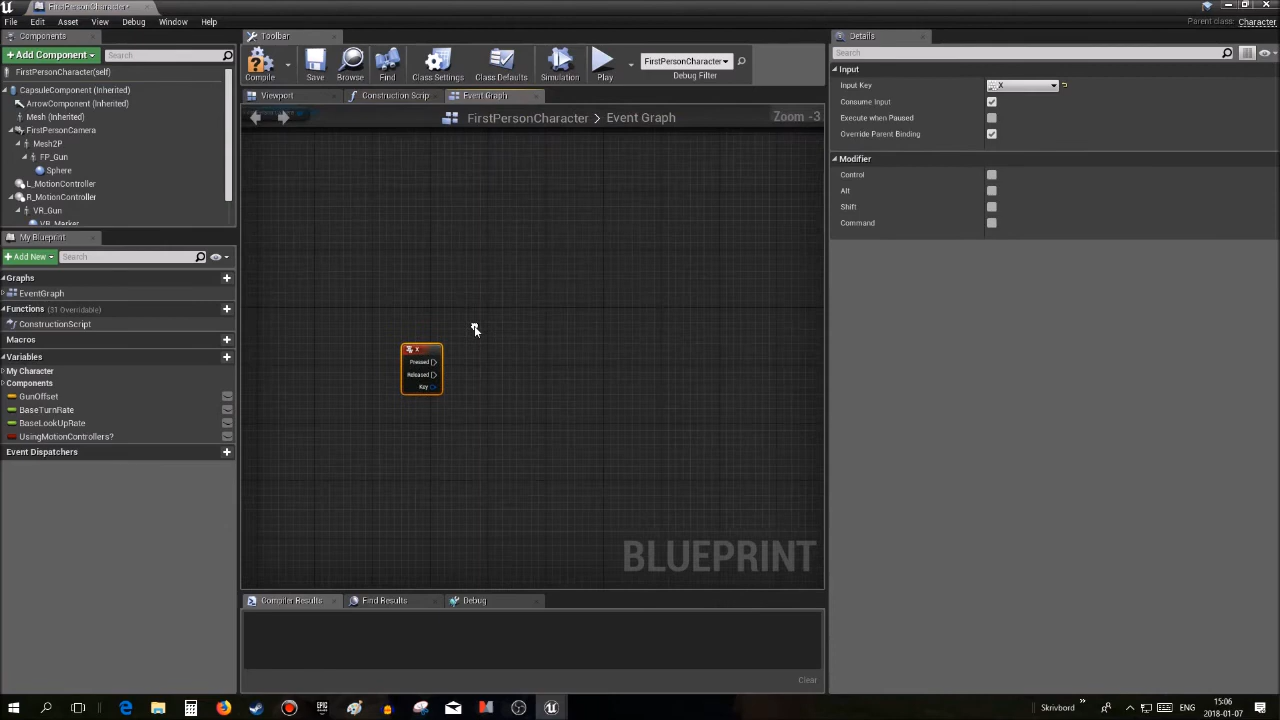 FirstPersonCharacter*
File Edit Asset View Debug Window Help
Parent class: Character
Components
+ Add Component
Search
FirstPersonCharacter(self)
CapsuleComponent (Inherited)
ArrowComponent (Inherited)
Mesh (Inherited)
FirstPersonCamera
Mesh2P
FP_Gun
Sphere
L_MotionController
R_MotionController
VR_Gun
VR_Marker
My Blueprint
+ Add New
Search
Graphs
EventGraph
Functions (31 Overridable)
ConstructionScript
Macros
Variables
My Character
Components
GunOffset
BaseTurnRate
BaseLookUpRate
UsingMotionControllers?
Event Dispatchers
Toolbar
Compile Save Browse Find Class Settings Class Defaults Simulation Play
FirstPersonCharacter
Debug Filter
Viewport Construction Scrip Event Graph
FirstPersonCharacter > Event Graph
Zoom -3
X
Pressed
Released
Key
BLUEPRINT
Compiler Results Find Results Debug
Clear
Details
Search
Input
Input Key X
Consume Input
Execute when Paused
Override Parent Binding
Modifier
Control
Alt
Shift
Command
Skrivbord
15:06
2018-01-07